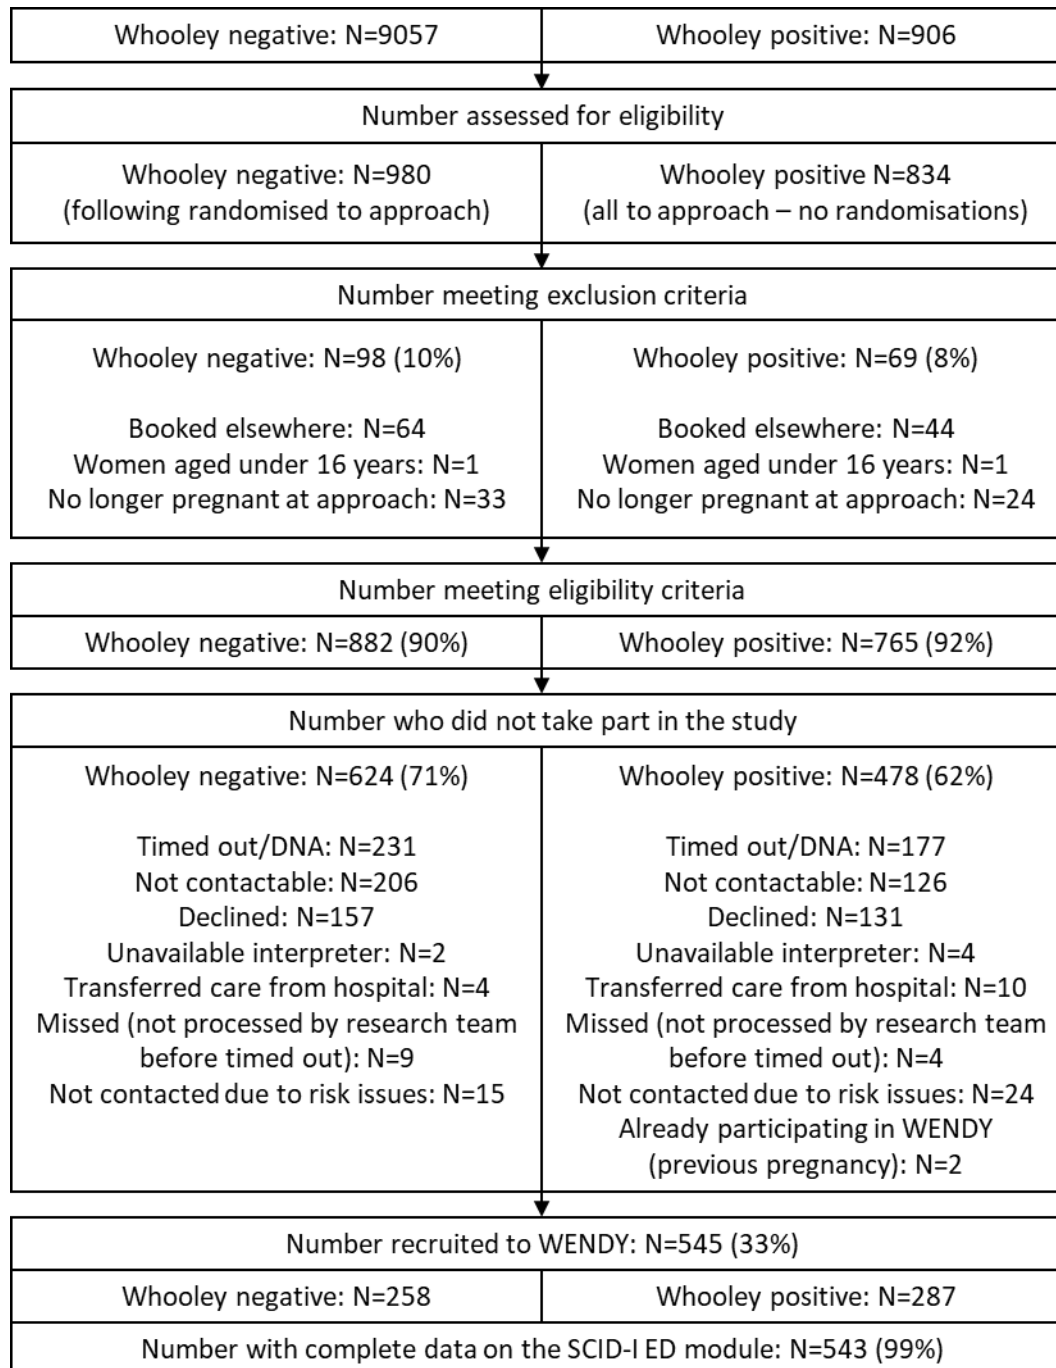 Whooley negative: N=9057
Whooley positive: N=906
Number assessed for eligibility
Whooley negative: N=980
(following randomised to approach)
Whooley positive N=834
(all to approach – no randomisations)
Number meeting exclusion criteria
Whooley negative: N=98 (10%)
Booked elsewhere: N=64
Women aged under 16 years: N=1
No longer pregnant at approach: N=33
Whooley positive: N=69 (8%)
Booked elsewhere: N=44
Women aged under 16 years: N=1
No longer pregnant at approach: N=24
Number meeting eligibility criteria
Whooley negative: N=882 (90%)
Whooley positive: N=765 (92%)
Number who did not take part in the study
Whooley negative: N=624 (71%)
Timed out/DNA: N=231
Not contactable: N=206
Declined: N=157
Unavailable interpreter: N=2
Transferred care from hospital: N=4
Missed (not processed by research team
before timed out): N=9
Not contacted due to risk issues: N=15
Whooley positive: N=478 (62%)
Timed out/DNA: N=177
Not contactable: N=126
Declined: N=131
Unavailable interpreter: N=4
Transferred care from hospital: N=10
Missed (not processed by research team
before timed out): N=4
Not contacted due to risk issues: N=24
Already participating in WENDY
(previous pregnancy): N=2
Number recruited to WENDY: N=545 (33%)
Whooley negative: N=258
Whooley positive: N=287
Number with complete data on the SCID-I ED module: N=543 (99%)